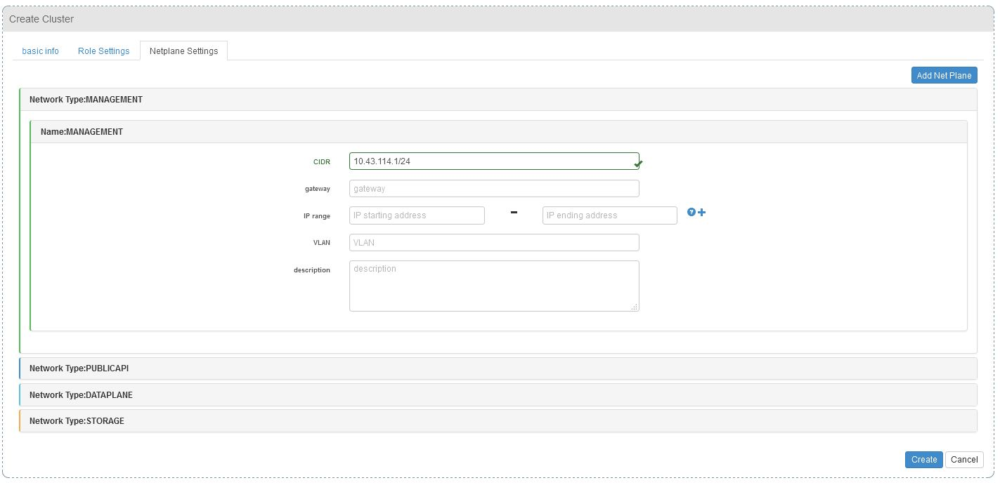 Create Cluster
basic info Role Settings Netplane Settings
Add Net Plane
Network Type:MANAGEMENT
Name:MANAGEMENT
CIDR 10.43.114.1/24
gateway gateway
IP range IP starting address - IP ending address
VLAN VLAN
description description
Network Type:PUBLICAPI
Network Type:DATAPLANE
Network Type:STORAGE
Create Cancel